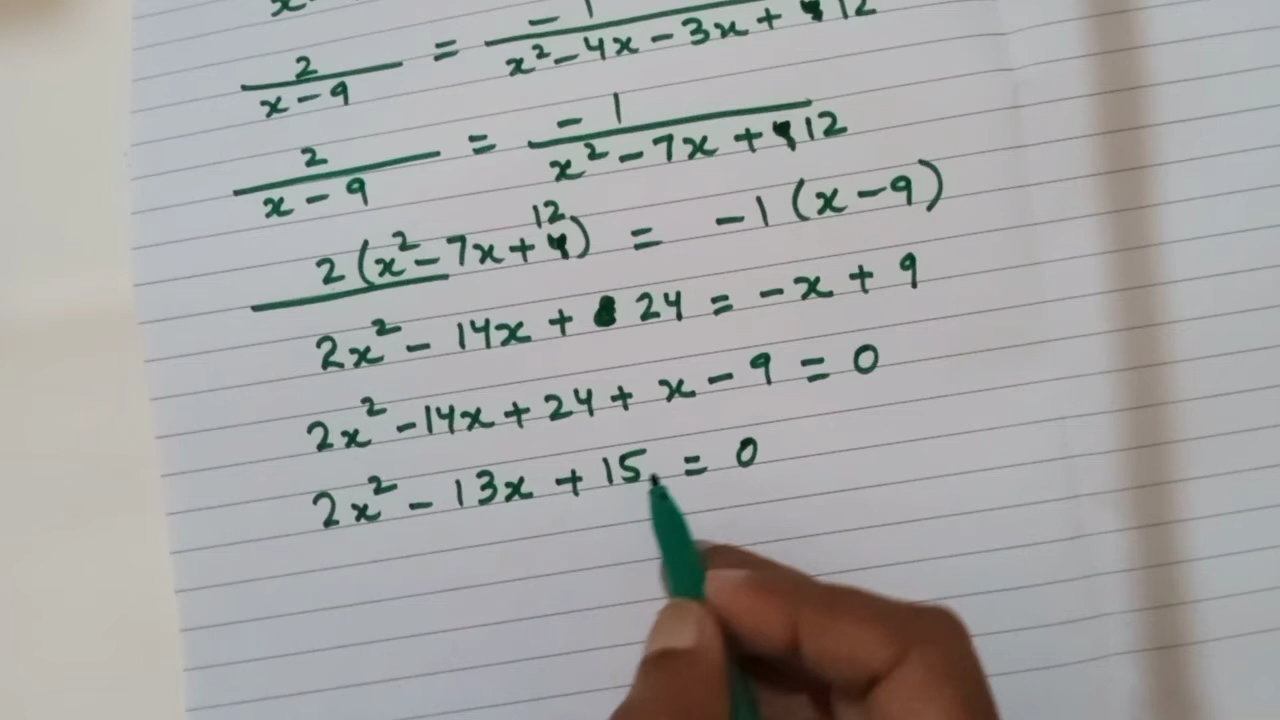 x
2/(x-9) = -1/(x²-4x-3x+12)
2/(x-9) = -1/(x²-7x+12)
2(x²-7x+12) = -1(x-9)
2x²-14x+24 = -x+9
2x²-14x+24+x-9 = 0
2x²-13x+15 = 0